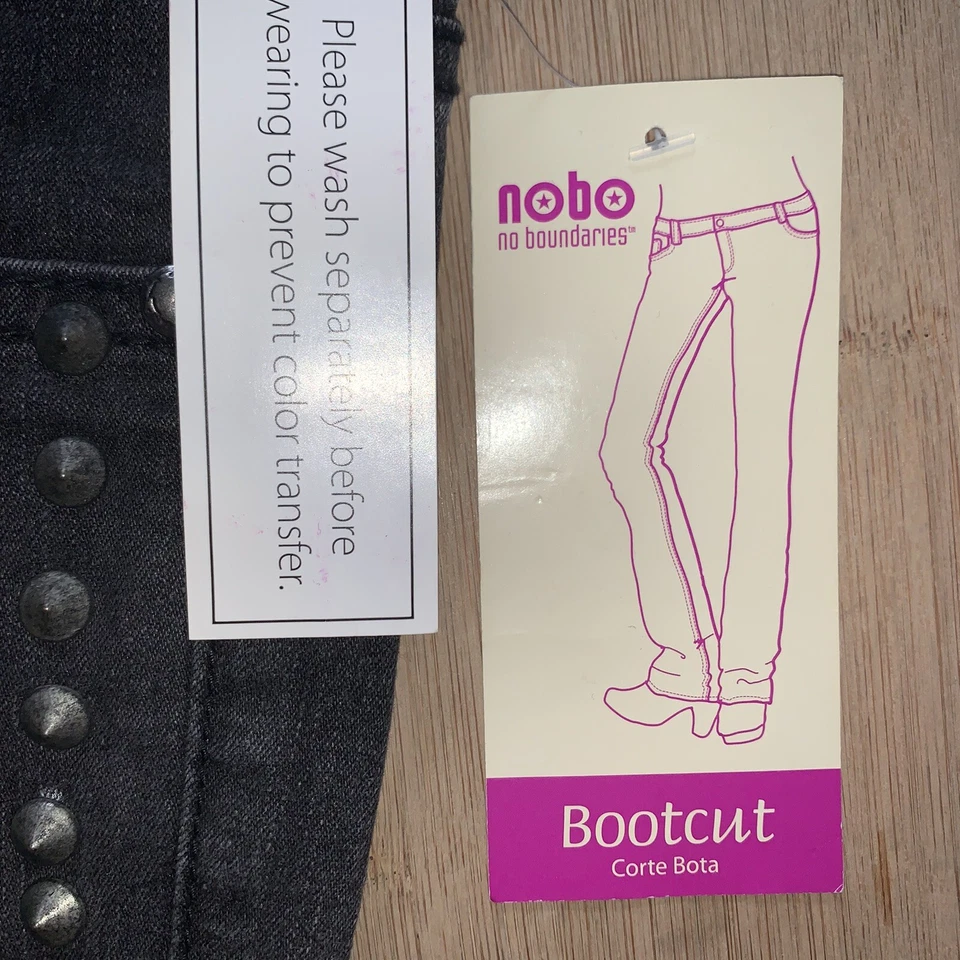 Please wash separately before
wearing to prevent color transfer.
nobo
no boundaries™
Bootcut
Corte Bota